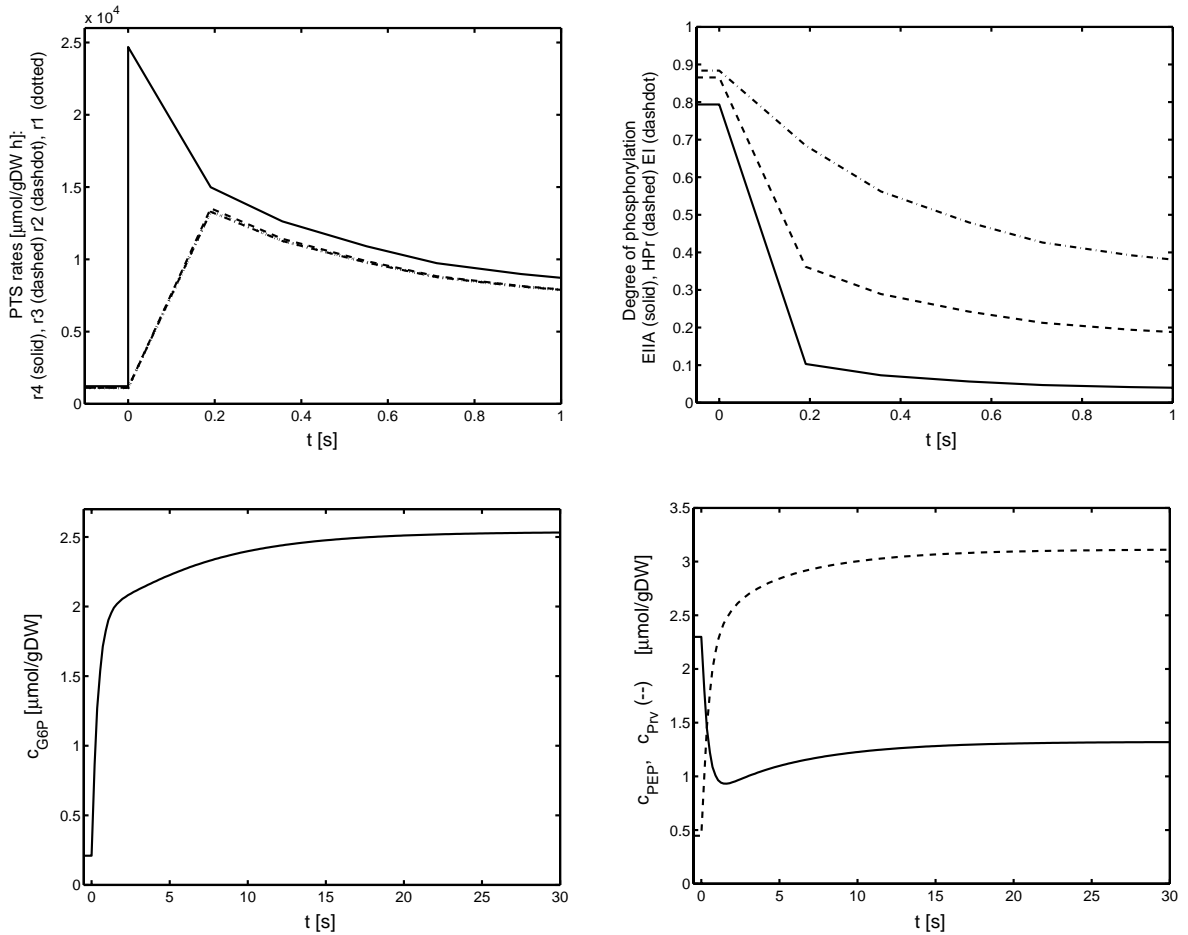 x 10⁴
PTS rates [µmol/gDW h]:
r4 (solid), r3 (dashed) r2 (dashdot), r1 (dotted)
2.5
2
1.5
1
0.5
0
0 0.2 0.4 0.6 0.8 1
t [s]
Degree of phosphorylation
EIIA (solid), HPr (dashed) EI (dashdot)
1
0.9
0.8
0.7
0.6
0.5
0.4
0.3
0.2
0.1
0
0 0.2 0.4 0.6 0.8 1
t [s]
c_G6P [µmol/gDW]
2.5
2
1.5
1
0.5
0
0 5 10 15 20 25 30
t [s]
c_PEP, c_Prv (--) [µmol/gDW]
3.5
3
2.5
2
1.5
1
0.5
0
0 5 10 15 20 25 30
t [s]